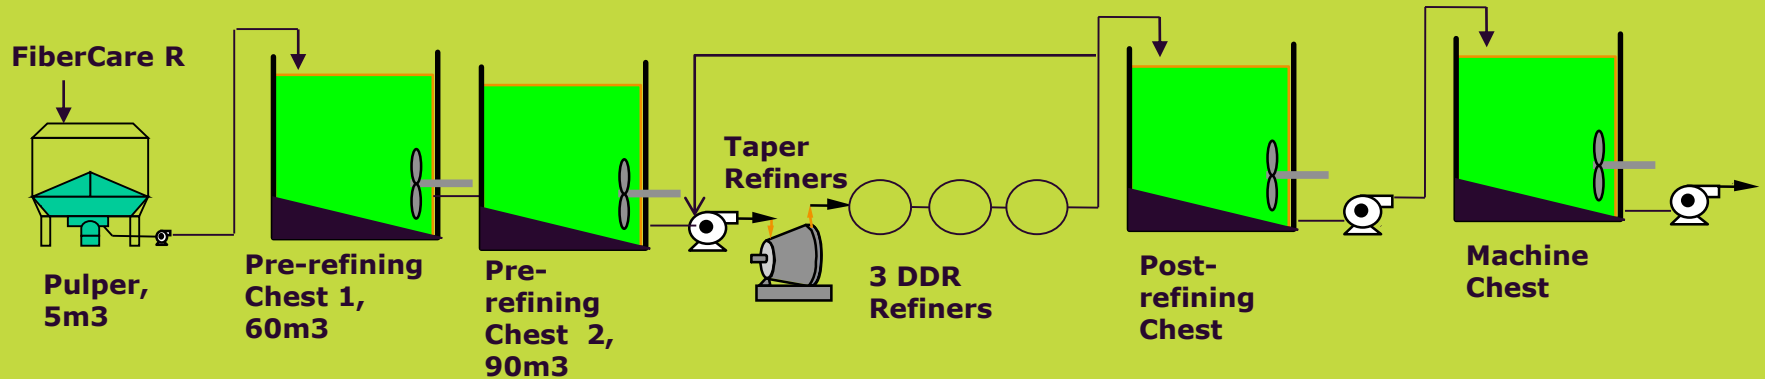 FiberCare R
Pulper,
5m3
Pre-refining
Chest 1,
60m3
Pre-
refining
Chest 2,
90m3
Taper
Refiners
3 DDR
Refiners
Post-
refining
Chest
Machine
Chest